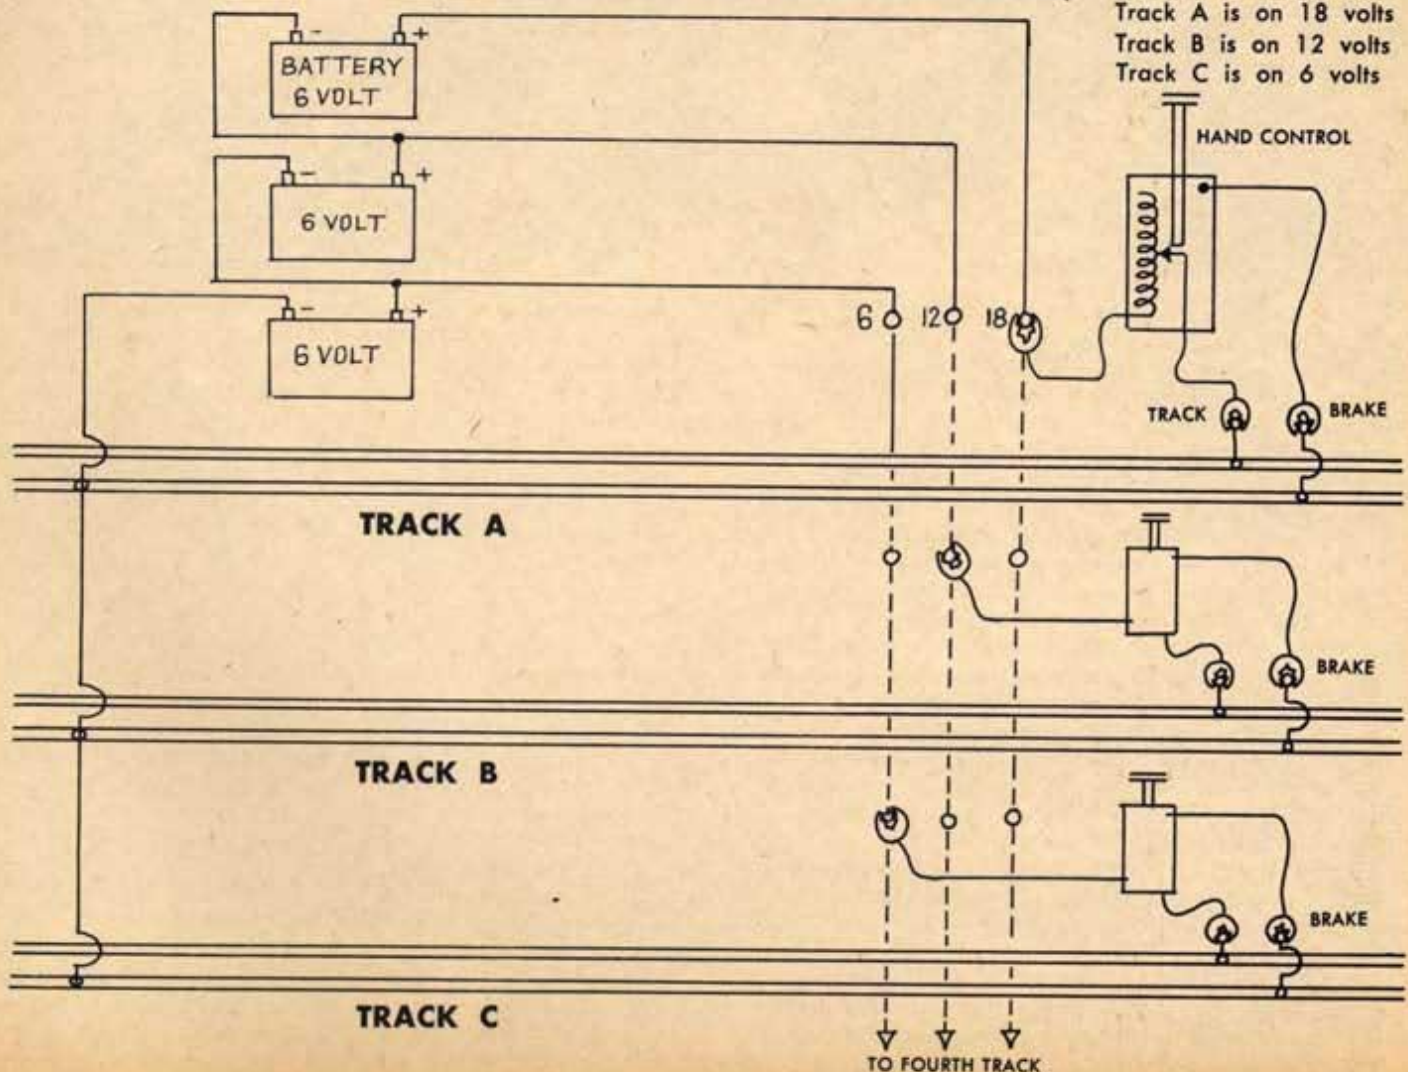 Track A is on 18 volts
Track B is on 12 volts
Track C is on 6 volts
- +
BATTERY
6 VOLT
HAND CONTROL
- +
6 VOLT
- +
6 VOLT
6 12 18
TRACK
BRAKE
TRACK A
BRAKE
TRACK B
BRAKE
TRACK C
TO FOURTH TRACK